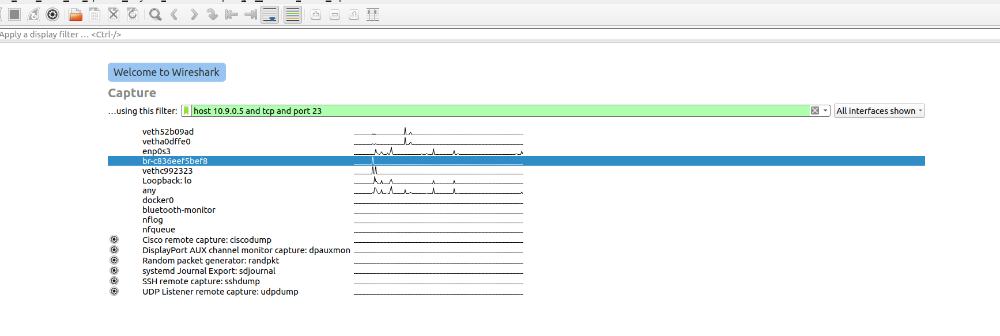 Apply a display filter … <Ctrl-/>
Welcome to Wireshark
Capture
…using this filter: host 10.9.0.5 and tcp and port 23 All interfaces shown
veth52b09ad
vetha0dffe0
enp0s3
br-c836eef5bef8
vethc992323
Loopback: lo
any
docker0
bluetooth-monitor
nflog
nfqueue
Cisco remote capture: ciscodump
DisplayPort AUX channel monitor capture: dpauxmon
Random packet generator: randpkt
systemd Journal Export: sdjournal
SSH remote capture: sshdump
UDP Listener remote capture: udpdump